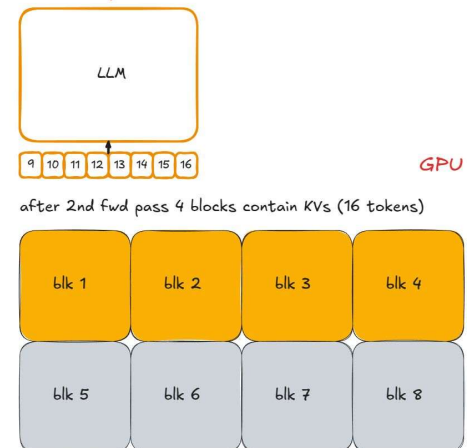 LLM
9 10 11 12 13 14 15 16
GPU
after 2nd fwd pass 4 blocks contain KVs (16 tokens)
blk 1 blk 2 blk 3 blk 4
blk 5 blk 6 blk 7 blk 8